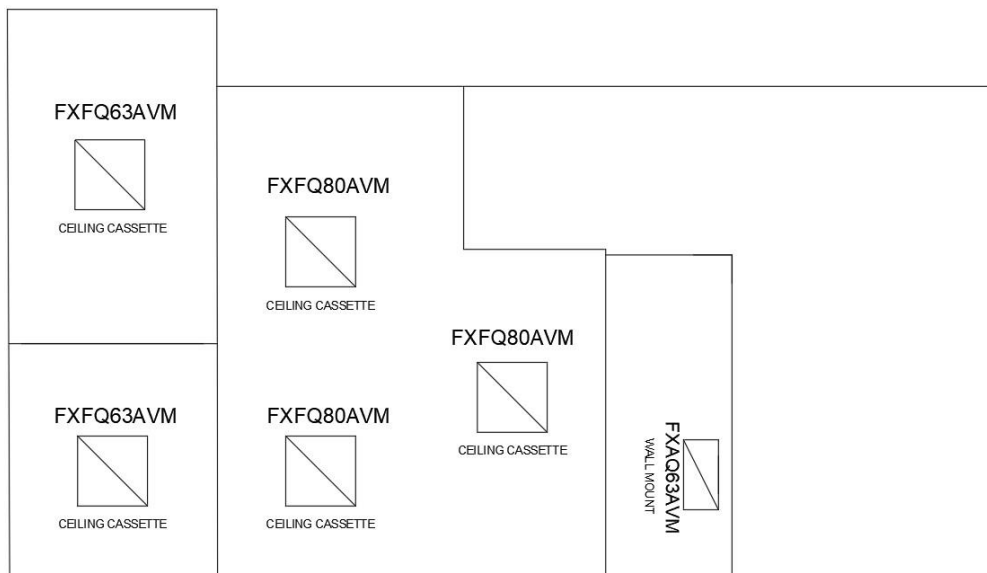 FXFQ63AVM
CEILING CASSETTE
FXFQ80AVM
CEILING CASSETTE
FXFQ80AVM
CEILING CASSETTE
FXFQ63AVM
CEILING CASSETTE
FXFQ80AVM
CEILING CASSETTE
FXAQ63AVM
WALL MOUNT